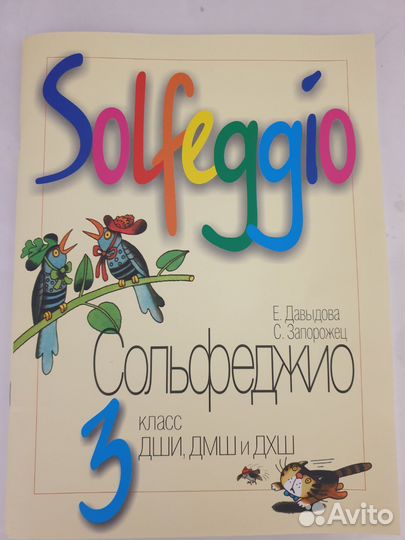 Solfeggio
Е. Давыдова
С. Запорожец
Сольфеджио
3 класс
ДШИ, ДМШ и ДХШ
Avito